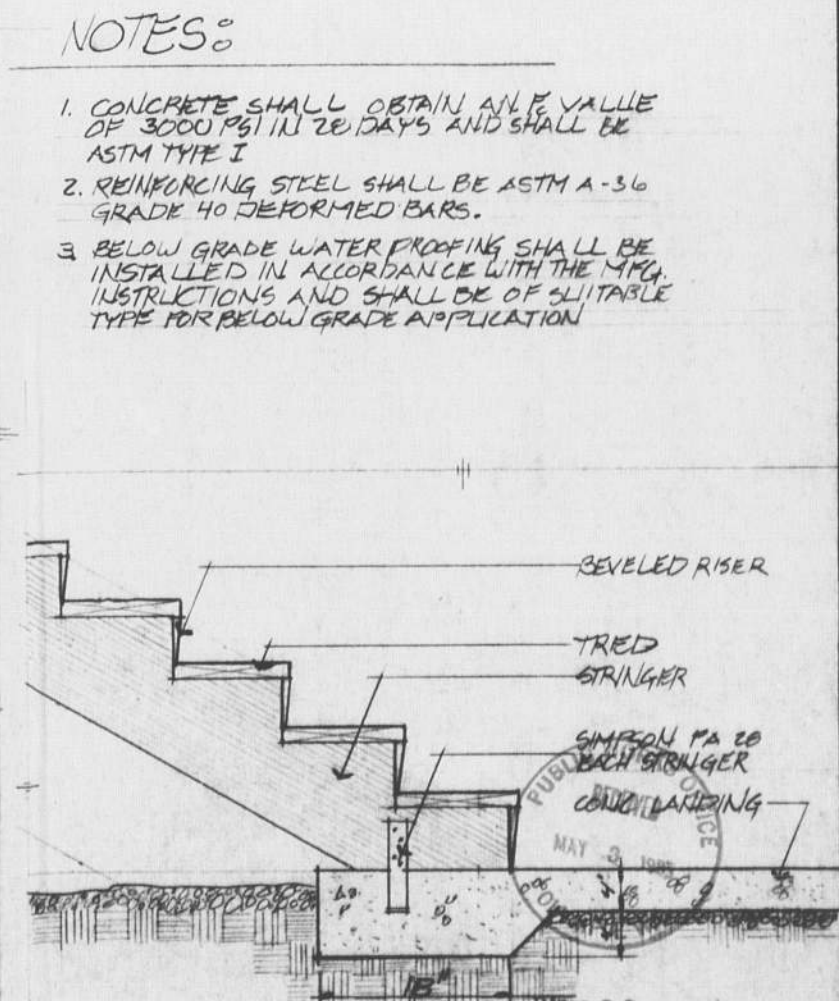 NOTES:
1. CONCRETE SHALL OBTAIN AN F VALUE
OF 3000 PSI IN 28 DAYS AND SHALL BE
ASTM TYPE I
2. REINFORCING STEEL SHALL BE ASTM A-36
GRADE 40 DEFORMED BARS.
3 BELOW GRADE WATER PROOFING SHALL BE
INSTALLED IN ACCORDANCE WITH THE MFG.
INSTRUCTIONS AND SHALL BE OF SUITABLE
TYPE FOR BELOW GRADE APPLICATION
BEVELED RISER
TRED
STRINGER
SIMPSON PA 28
EACH STRINGER
CONC LANDING
PUBLIC OFFICE
RECEIVED
MAY 3
18"